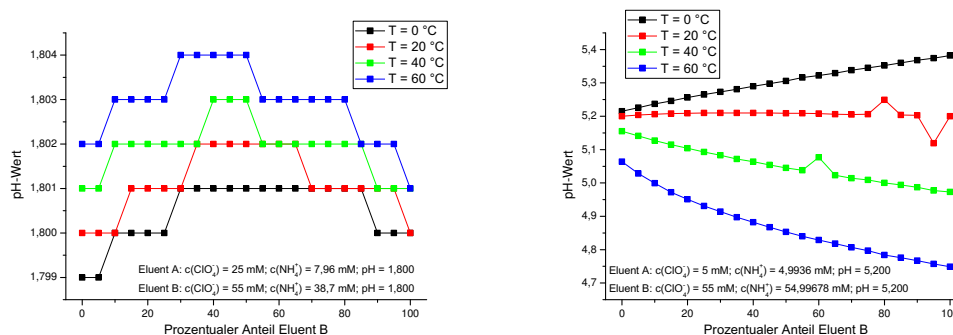 T = 0 °C
T = 20 °C
T = 40 °C
T = 60 °C
1,804
1,803
1,802
1,801
1,800
1,799
pH-Wert
Eluent A: c(ClO4-) = 25 mM; c(NH4+) = 7,96 mM; pH = 1,800
Eluent B: c(ClO4-) = 55 mM; c(NH4+) = 38,7 mM; pH = 1,800
0 20 40 60 80 100
Prozentualer Anteil Eluent B
T = 0 °C
T = 20 °C
T = 40 °C
T = 60 °C
5,4
5,3
5,2
5,1
5,0
4,9
4,8
4,7
pH-Wert
Eluent A: c(ClO4-) = 5 mM; c(NH4+) = 4,9936 mM; pH = 5,200
Eluent B: c(ClO4-) = 55 mM; c(NH4+) = 54,99678 mM; pH = 5,200
0 20 40 60 80 100
Prozentualer Anteil Eluent B